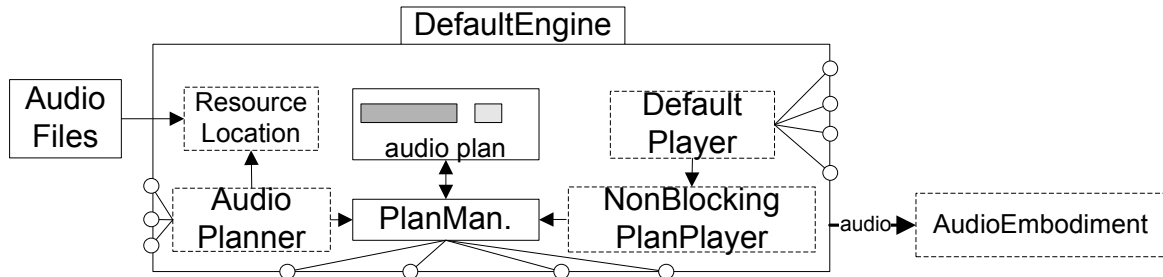 DefaultEngine
Audio
Files
Resource
Location
audio plan
Default
Player
Audio
Planner
PlanMan.
NonBlocking
PlanPlayer
audio
AudioEmbodiment